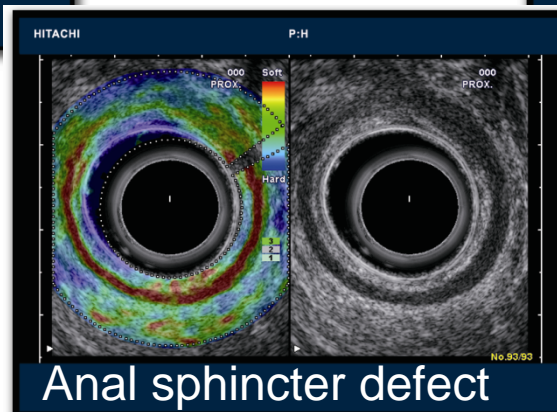 HITACHI P:H
000 Soft 000
PROX. PROX.
Hard
3
2
1
No.93/93
Anal sphincter defect